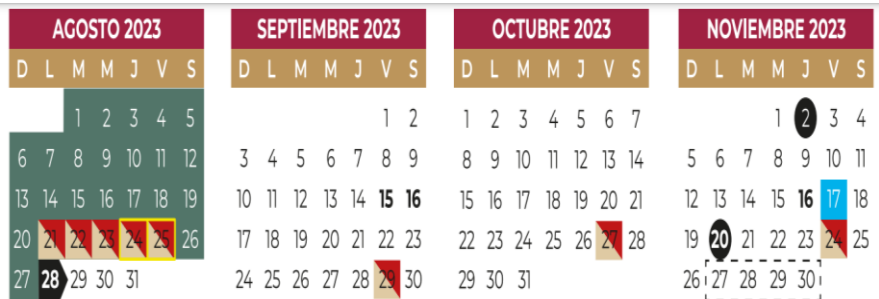 AGOSTO 2023
D L M M J V S
1 2 3 4 5
6 7 8 9 10 11 12
13 14 15 16 17 18 19
20 21 22 23 24 25 26
27 28 29 30 31
SEPTIEMBRE 2023
D L M M J V S
1 2
3 4 5 6 7 8 9
10 11 12 13 14 15 16
17 18 19 20 21 22 23
24 25 26 27 28 29 30
OCTUBRE 2023
D L M M J V S
1 2 3 4 5 6 7
8 9 10 11 12 13 14
15 16 17 18 19 20 21
22 23 24 25 26 27 28
29 30 31
NOVIEMBRE 2023
D L M M J V S
1 2 3 4
5 6 7 8 9 10 11
12 13 14 15 16 17 18
19 20 21 22 23 24 25
26 27 28 29 30